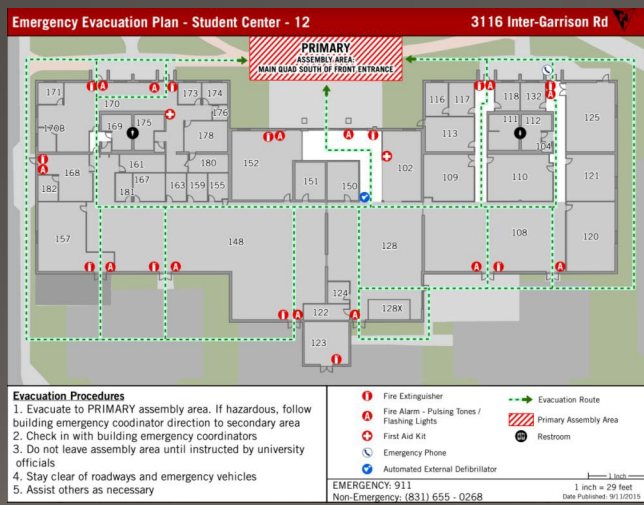 Emergency Evacuation Plan - Student Center - 12
3116 Inter-Garrison Rd
PRIMARY
ASSEMBLY AREA:
MAIN QUAD SOUTH OF FRONT ENTRANCE
171
170
173
174
176
170B
169
175
178
168
161
180
182
181
167
163
159
155
152
151
150
102
116
117
118
132
111
112
104
113
125
109
110
121
157
148
128
108
120
124
122
128X
123
Evacuation Procedures
1. Evacuate to PRIMARY assembly area. If hazardous, follow
building emergency coodinator direction to secondary area
2. Check in with building emergency coordinators
3. Do not leave assembly area until instructed by university
officials
4. Stay clear of roadways and emergency vehicles
5. Assist others as necessary
Fire Extinguisher
A Fire Alarm - Pulsing Tones /
Flashing Lights
First Aid Kit
Emergency Phone
Automated External Defibrillator
Evacuation Route
Primary Assembly Area
Restroom
EMERGENCY: 911
Non-Emergency: (831) 655 - 0268
1 Inch
1 inch = 29 feet
Date Published: 9/11/2015